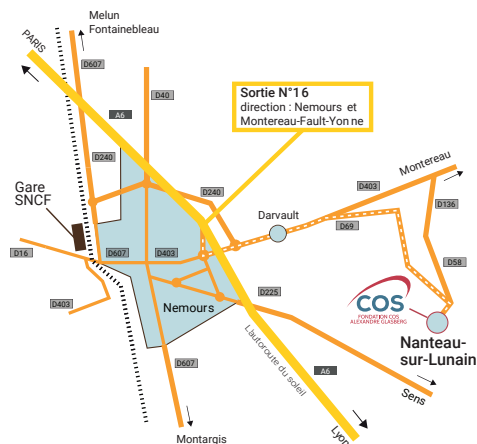 Melun
Fontainebleau
PARIS
D607
D40
A6
Sortie N°16
direction : Nemours et
Montereau-Fault-Yonne
D240
D240
Gare
SNCF
Montereau
D403
D136
Darvault
D69
D16
D607
D403
D58
D403
D225
COS
FONDATION COS
ALEXANDRE GLASBERG
Nemours
Nanteau-
sur-Lunain
L'autoroute du soleil
D607
A6
Sens
Montargis
Lyon